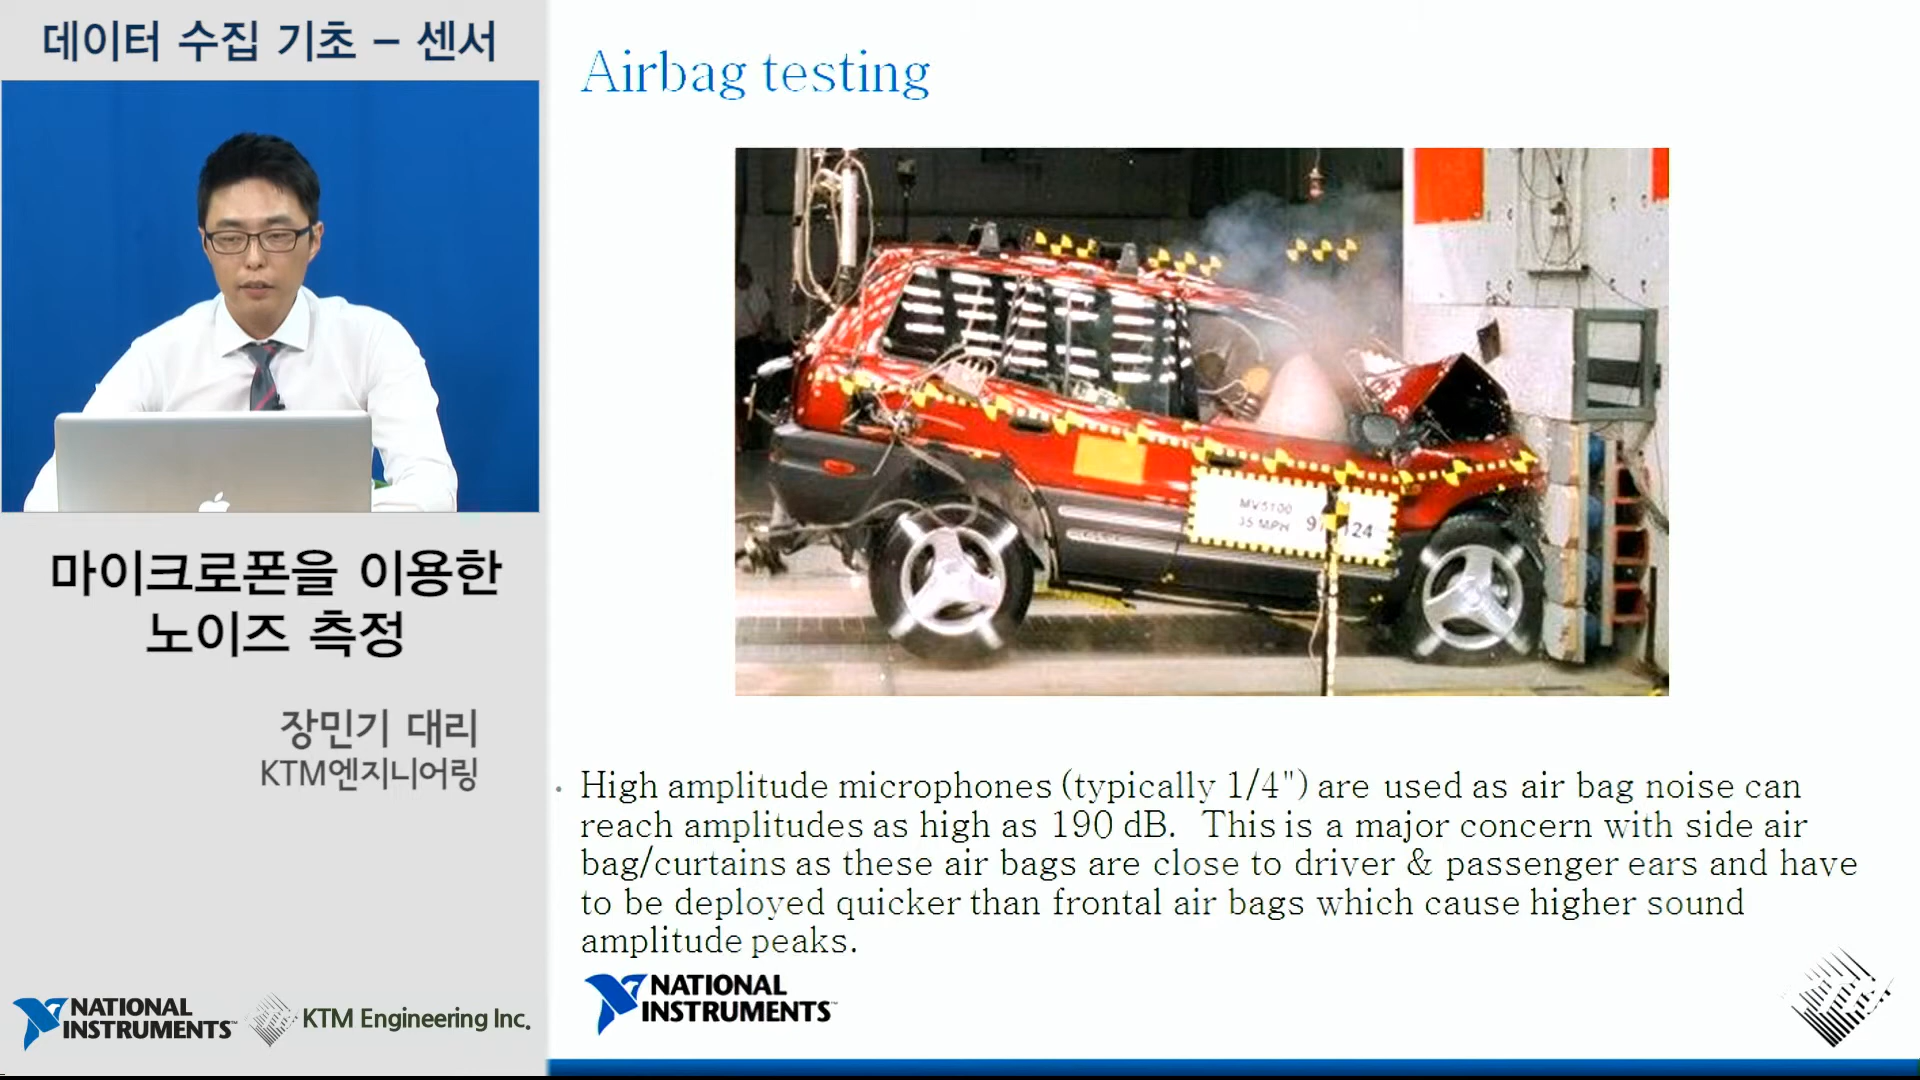 데이터 수집 기초 – 센서
마이크로폰을 이용한
노이즈 측정
장민기 대리
KTM엔지니어링
NATIONAL
INSTRUMENTS™
KTM Engineering Inc.
Airbag testing
MV5100
35 MPH
124
• High amplitude microphones (typically 1/4") are used as air bag noise can
reach amplitudes as high as 190 dB.  This is a major concern with side air
bag/curtains as these air bags are close to driver & passenger ears and have
to be deployed quicker than frontal air bags which cause higher sound
amplitude peaks.
NATIONAL
INSTRUMENTS™